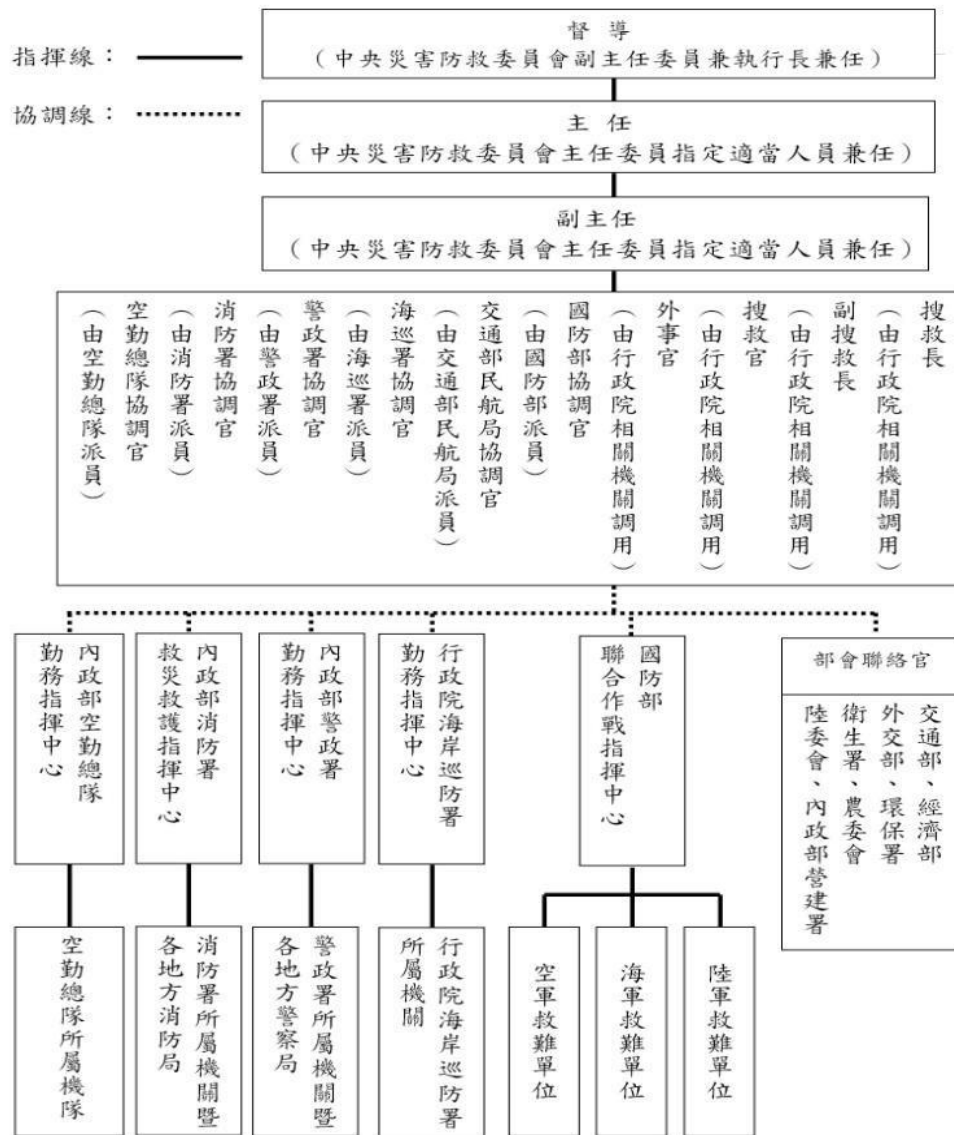 指揮線：
協調線：
督導
（中央災害防救委員會副主任委員兼執行長兼任）
主任
（中央災害防救委員會主任委員指定適當人員兼任）
副主任
（中央災害防救委員會主任委員指定適當人員兼任）
搜救長
（由行政院相關機關調用）
副搜救長
（由行政院相關機關調用）
搜救官
（由行政院相關機關調用）
外事官
（由行政院相關機關調用）
國防部協調官
（由國防部派員）
交通部民航局協調官
（由交通部民航局派員）
海巡署協調官
（由海巡署派員）
警政署協調官
（由警政署派員）
消防署協調官
（由消防署派員）
空勤總隊協調官
（由空勤總隊派員）
部會聯絡官
交通部、經濟部
外交部、環保署
衛生署、農委會
陸委會、內政部營建署
國防部
聯合作戰指揮中心
行政院海岸巡防署
勤務指揮中心
內政部警政署
勤務指揮中心
內政部消防署
救災救護指揮中心
內政部空勤總隊
勤務指揮中心
陸軍救難單位
海軍救難單位
空軍救難單位
行政院海岸巡防署
所屬機關
警政署所屬機關暨
各地方警察局
消防署所屬機關暨
各地方消防局
空勤總隊所屬機隊